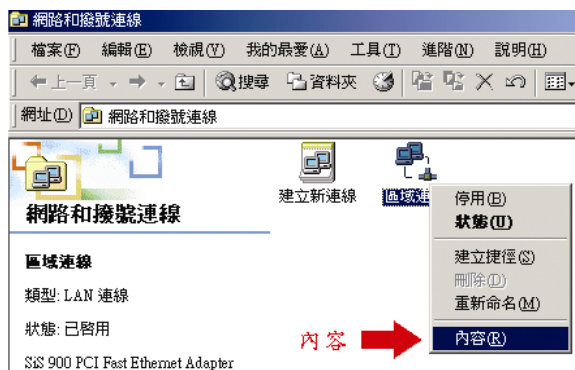 網路和撥號連線
檔案(F) 編輯(E) 檢視(V) 我的最愛(A) 工具(T) 進階(N) 說明(H)
上一頁 搜尋 資料夾
網址(D) 網路和撥號連線
網路和撥號連線
區域連線
類型: LAN 連線
狀態: 已啓用
SiS 900 PCI Fast Ethernet Adapter
建立新連線
區域連
停用(B)
狀態(U)
建立捷徑(S)
刪除(D)
重新命名(M)
內容 內容(R)